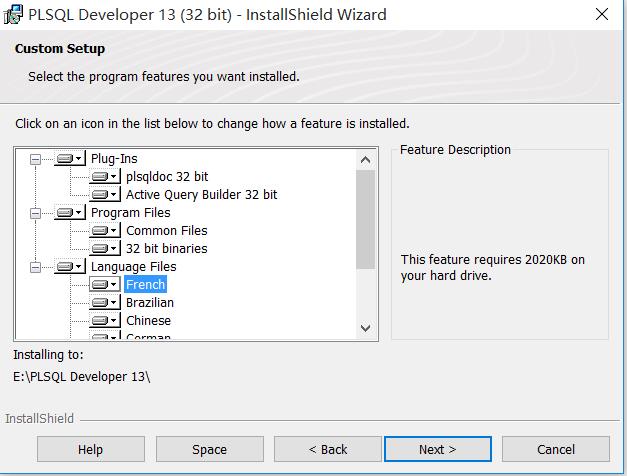 PLSQL Developer 13 (32 bit) - InstallShield Wizard
Custom Setup
Select the program features you want installed.
Click on an icon in the list below to change how a feature is installed.
Plug-Ins
plsqldoc 32 bit
Active Query Builder 32 bit
Program Files
Common Files
32 bit binaries
Language Files
French
Brazilian
Chinese
German
Feature Description
This feature requires 2020KB on
your hard drive.
Installing to:
E:\PLSQL Developer 13\
InstallShield
Help
Space
< Back
Next >
Cancel